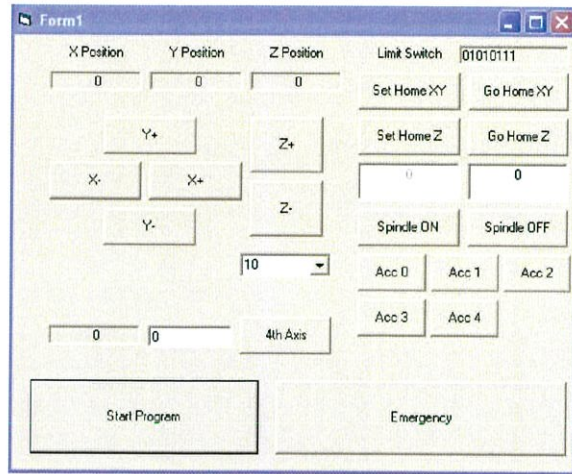 Form1
X Position Y Position Z Position Limit Switch 01010111
0 0 0
Set Home XY Go Home XY
Y+ Z+ Set Home Z Go Home Z
X- X+ 0 0
Z-
Y- Spindle ON Spindle OFF
10 Acc 0 Acc 1 Acc 2
Acc 3 Acc 4
0 0 4th Axis
Start Program Emergency